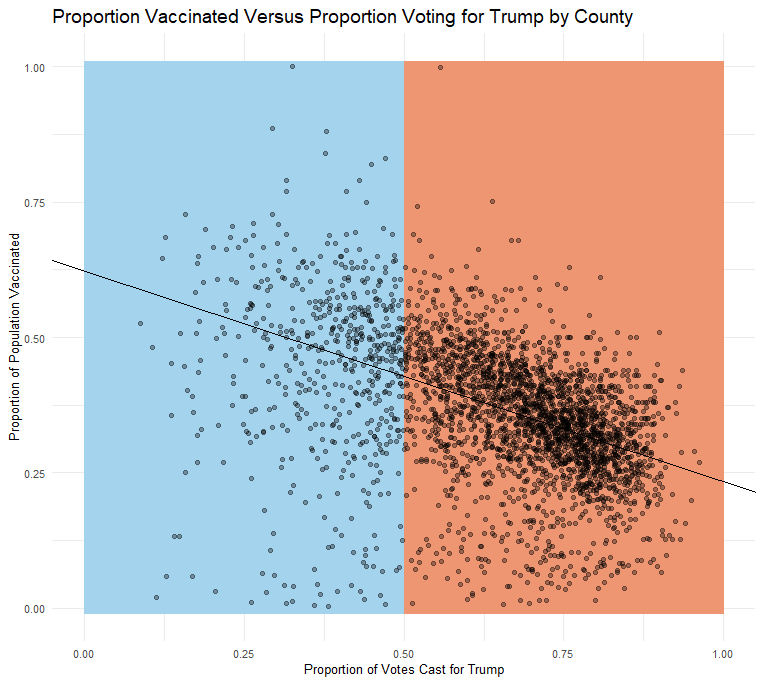 Proportion Vaccinated Versus Proportion Voting for Trump by County
1.00
0.75
0.50
0.25
0.00
Proportion of Population Vaccinated
0.00 0.25 0.50 0.75 1.00
Proportion of Votes Cast for Trump